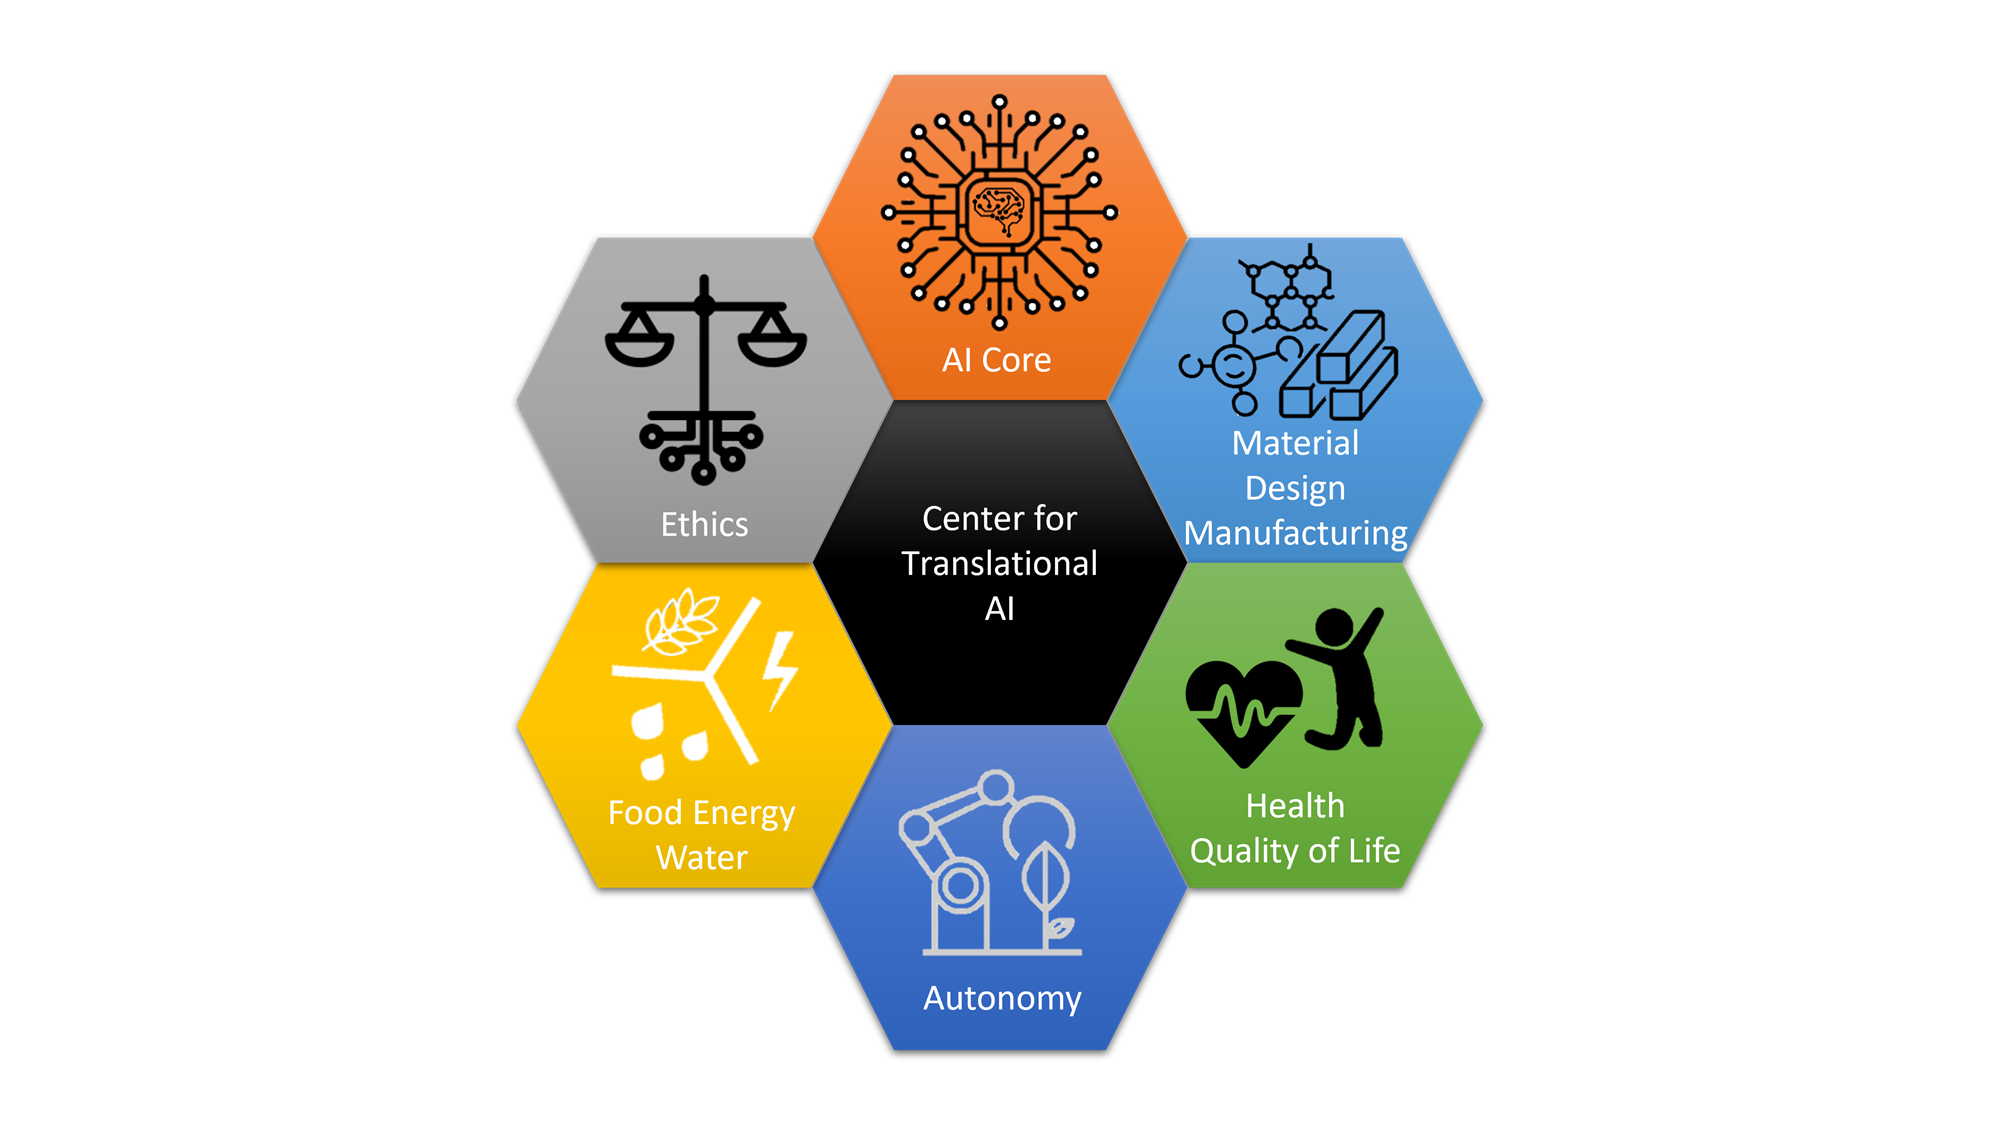 AI Core
Ethics
Material
Design
Manufacturing
Center for
Translational
AI
Food Energy
Water
Health
Quality of Life
Autonomy